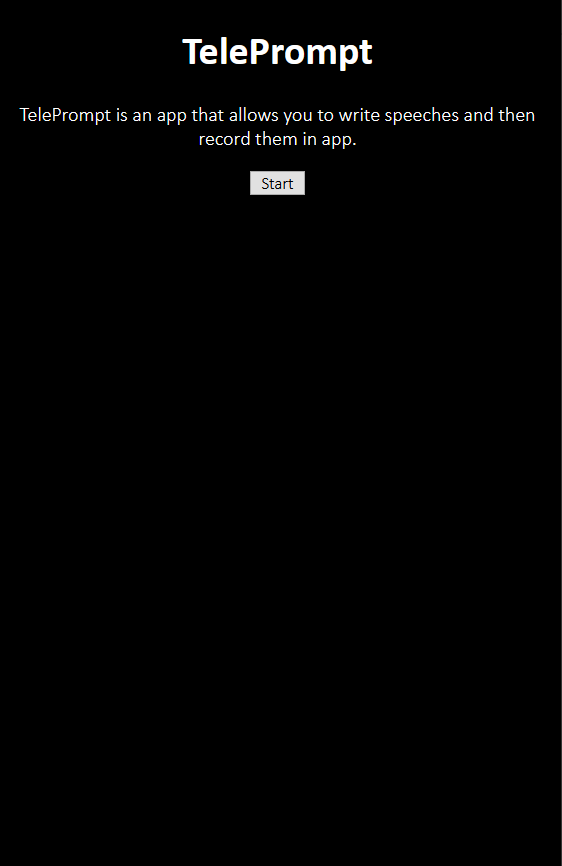 TelePrompt
TelePrompt is an app that allows you to write speeches and then
record them in app.
Start